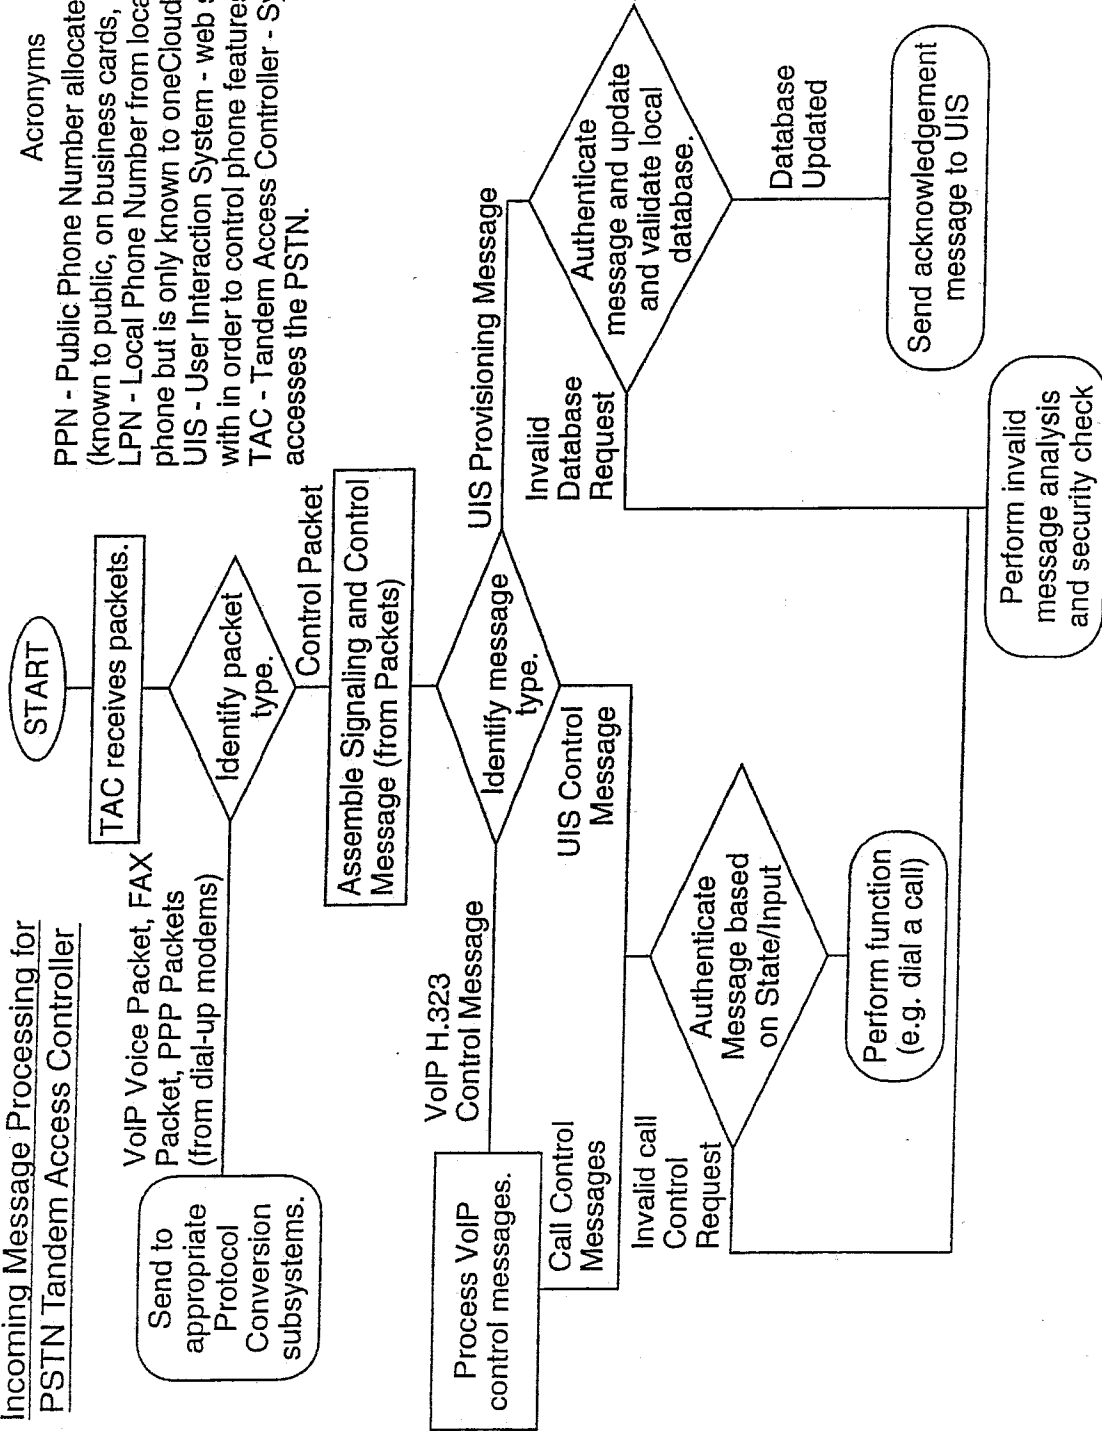 Incoming Message Processing for
PSTN Tandem Access Controller
Acronyms
PPN - Public Phone Number allocate
(known to public, on business cards,
LPN - Local Phone Number from loca
phone but is only known to oneCloud
UIS - User Interaction System - web s
with in order to control phone features
TAC - Tandem Access Controller - Sy
accesses the PSTN.
START
TAC receives packets.
Identify packet
type.
VoIP Voice Packet, FAX
Packet, PPP Packets
(from dial-up modems)
Send to
appropriate
Protocol
Conversion
subsystems.
Control Packet
Assemble Signaling and Control
Message (from Packets)
Identify message
type.
VoIP H.323
Control Message
Process VoIP
control messages.
Call Control
Messages
UIS Control
Message
UIS Provisioning Message
Authenticate
Message based
on State/Input
Invalid call
Control
Request
Perform function
(e.g. dial a call)
Authenticate
message and update
and validate local
database.
Invalid
Database
Request
Database
Updated
Send acknowledgement
message to UIS
Perform invalid
message analysis
and security check